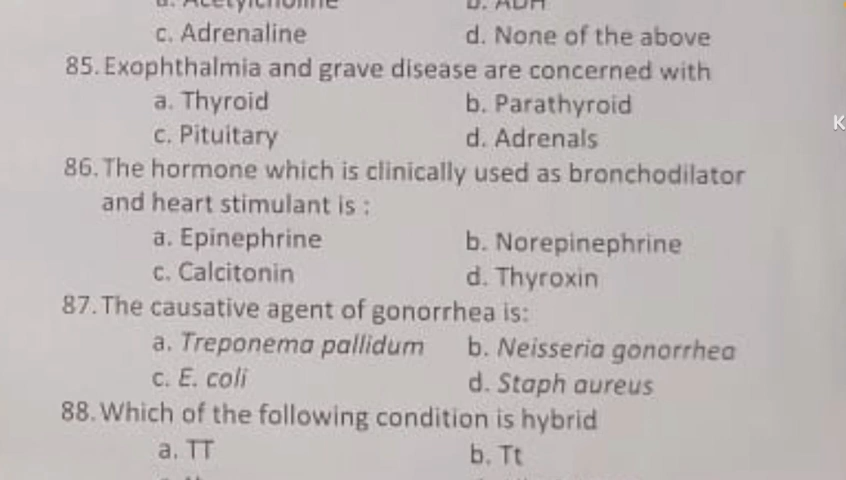 a. Acetylcholine b. ADH
c. Adrenaline d. None of the above
85. Exophthalmia and grave disease are concerned with
a. Thyroid b. Parathyroid
c. Pituitary d. Adrenals
86. The hormone which is clinically used as bronchodilator
and heart stimulant is :
a. Epinephrine b. Norepinephrine
c. Calcitonin d. Thyroxin
87. The causative agent of gonorrhea is:
a. Treponema pallidum b. Neisseria gonorrhea
c. E. coli d. Staph aureus
88. Which of the following condition is hybrid
a. TT b. Tt
K